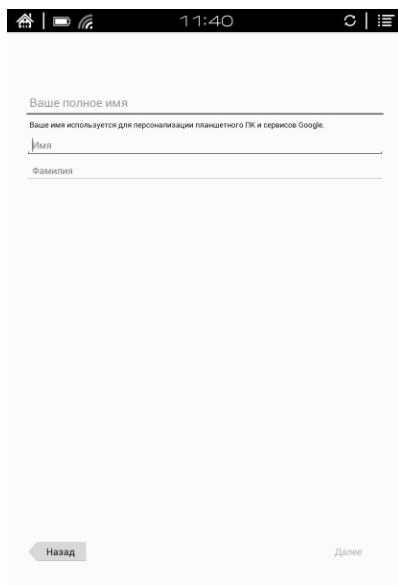 11:40
Ваше полное имя
Ваше имя используется для персонализации планшетного ПК и сервисов Google.
Имя
Фамилия
Назад
Далее